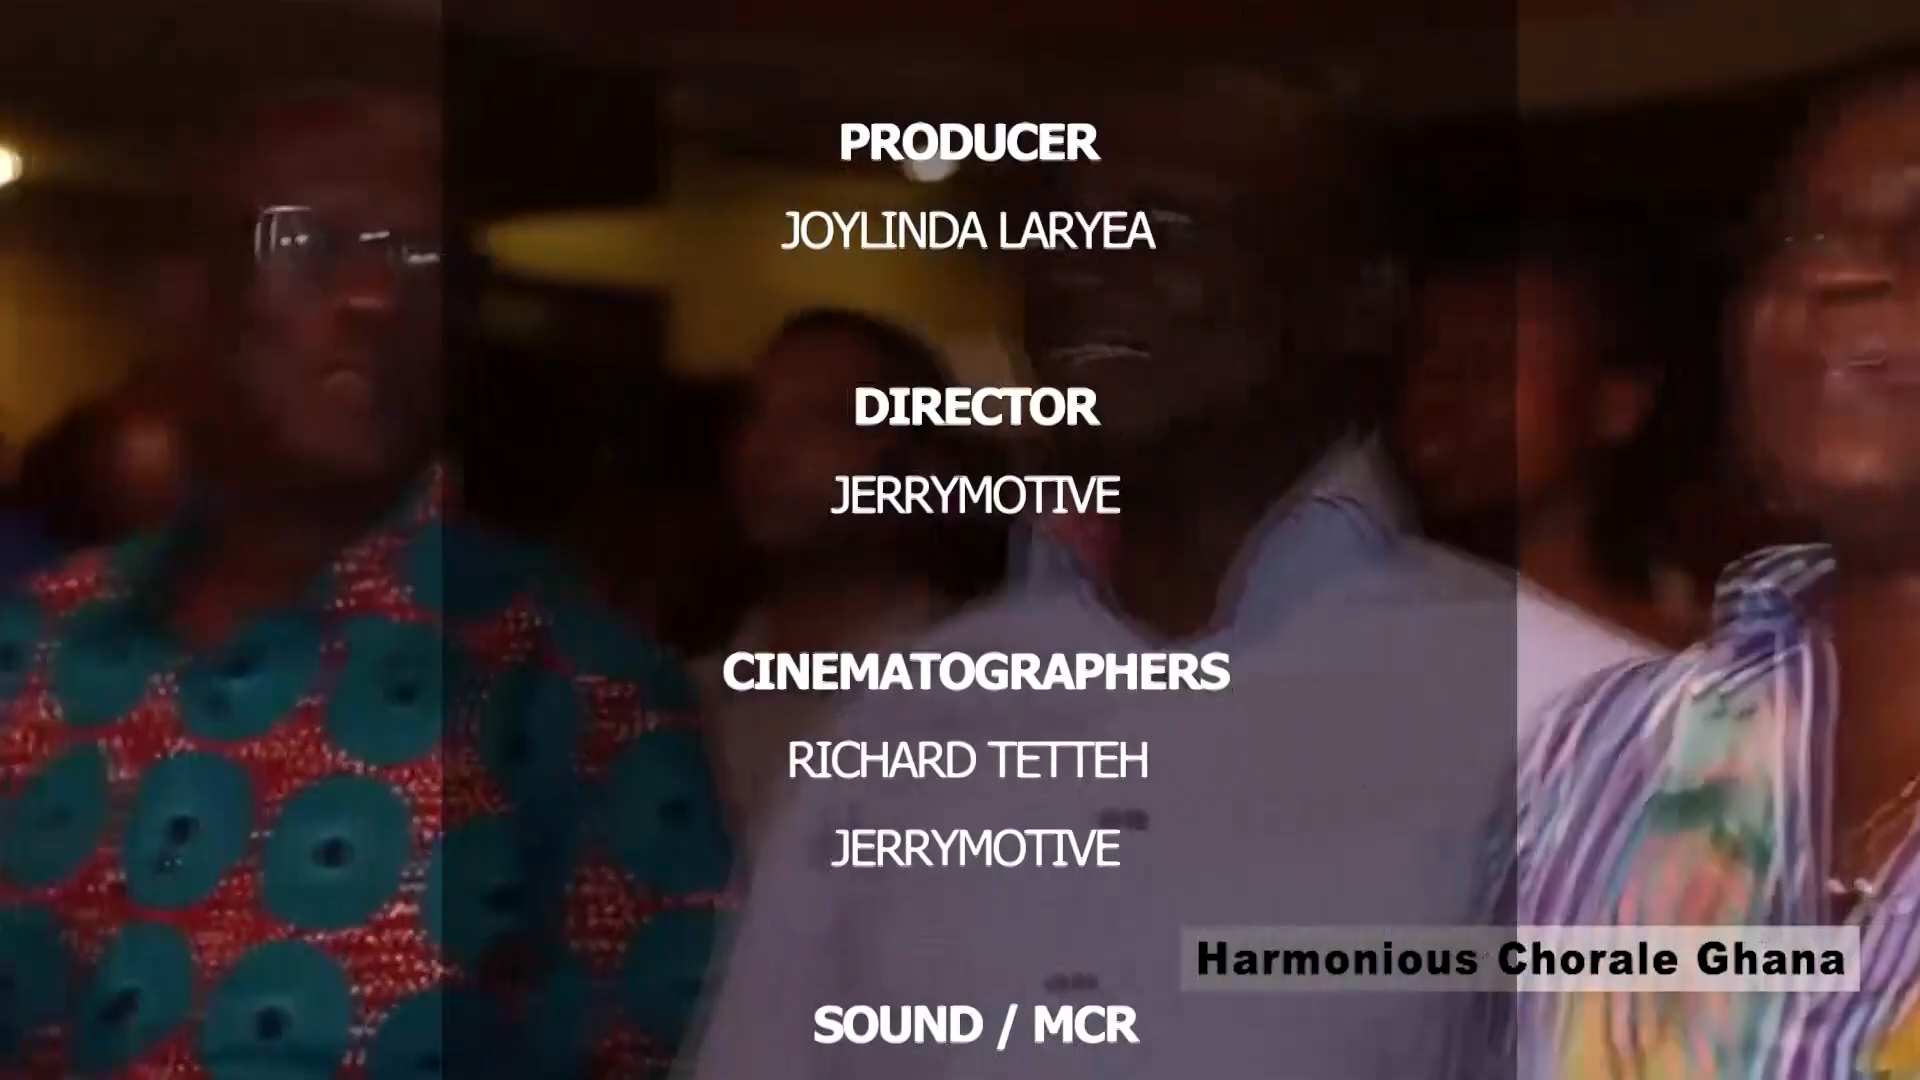 PRODUCER
JOYLINDA LARYEA
DIRECTOR
JERRYMOTIVE
CINEMATOGRAPHERS
RICHARD TETTEH
JERRYMOTIVE
Harmonious Chorale Ghana
SOUND / MCR